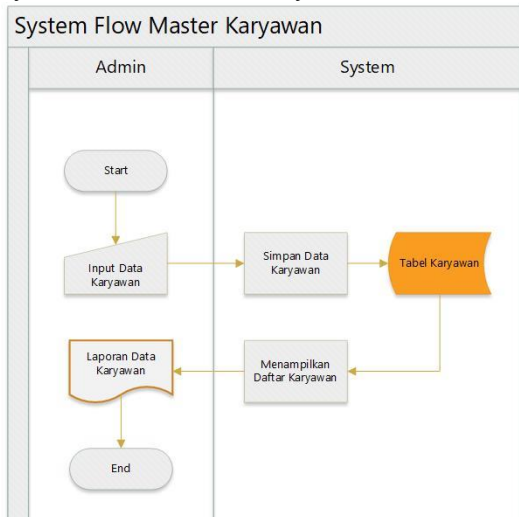 System Flow Master Karyawan
Admin
System
Start
Input Data
Karyawan
Simpan Data
Karyawan
Tabel Karyawan
Laporan Data
Karyawan
Menampilkan
Daftar Karyawan
End